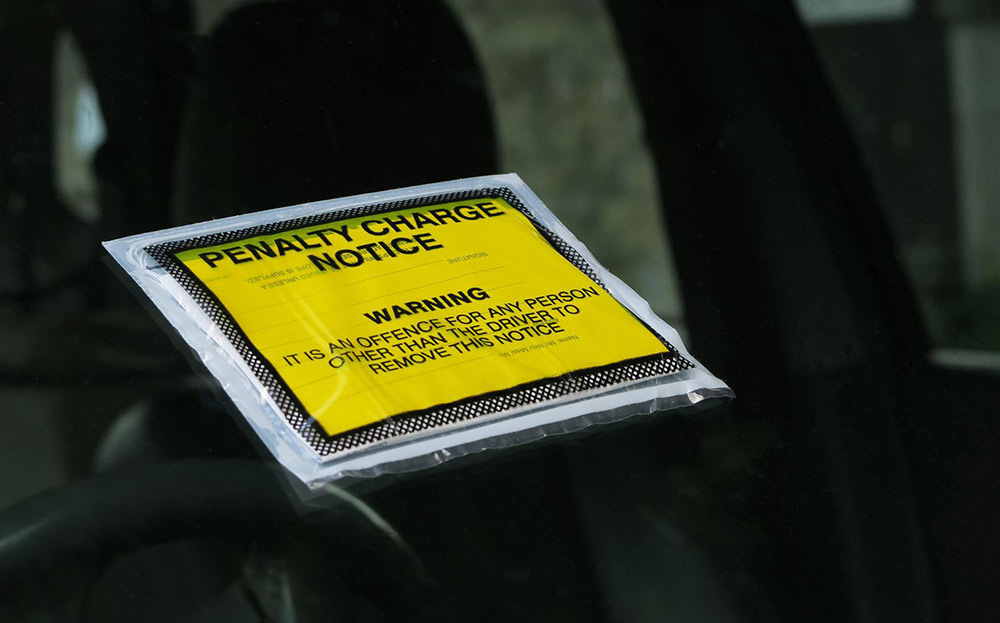 PENALTY CHARGE
NOTICE
SIGNATURE
WARNING
IT IS AN OFFENCE FOR ANY PERSON
OTHER THAN THE DRIVER TO
REMOVE THIS NOTICE